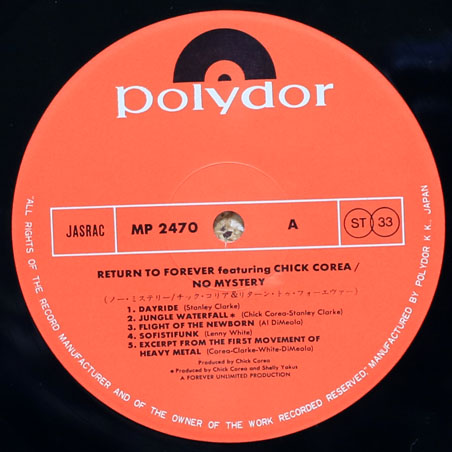 polydor
JASRAC
MP 2470
A
ST
33
RETURN TO FOREVER featuring CHICK COREA /
NO MYSTERY
(ノー・ミステリー/チック・コリア&リターン・トゥ・フォーエヴァー)
1. DAYRIDE (Stanley Clarke)
2. JUNGLE WATERFALL * (Chick Corea-Stanley Clarke)
3. FLIGHT OF THE NEWBORN (Al DiMeola)
4. SOFISTIFUNK (Lenny White)
5. EXCERPT FROM THE FIRST MOVEMENT OF
HEAVY METAL (Corea-Clarke-White-DiMeola)
Produced by Chick Corea
* Produced by Chick Corea and Shelly Yakus
A FOREVER UNLIMITED PRODUCTION
"ALL RIGHTS OF THE RECORD MANUFACTURER AND OF THE OWNER OF THE WORK RECORDED RESERVED." MANUFACTURED BY POLYDOR K.K., JAPAN